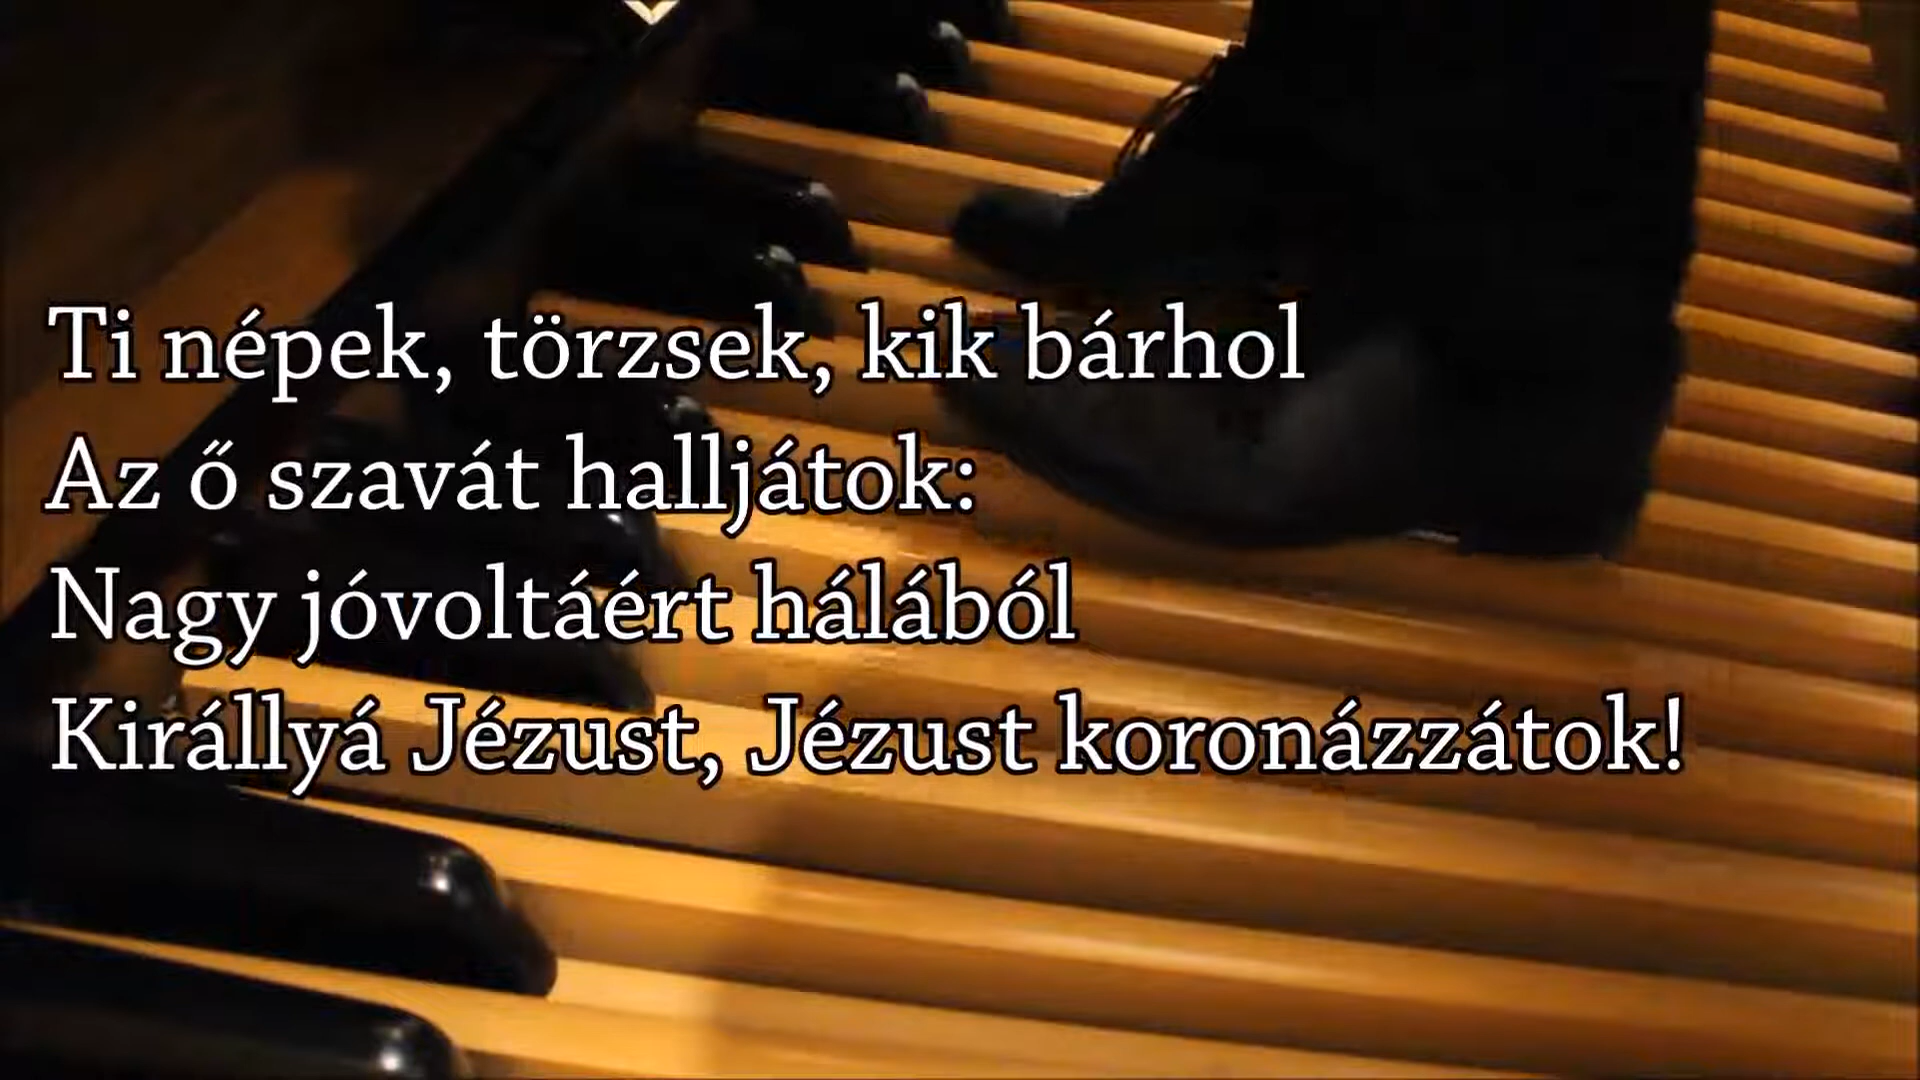 Ti népek, törzsek, kik bárhol
Az ő szavát halljátok:
Nagy jóvoltáért hálából
Királlyá Jézust, Jézust koronázzátok!